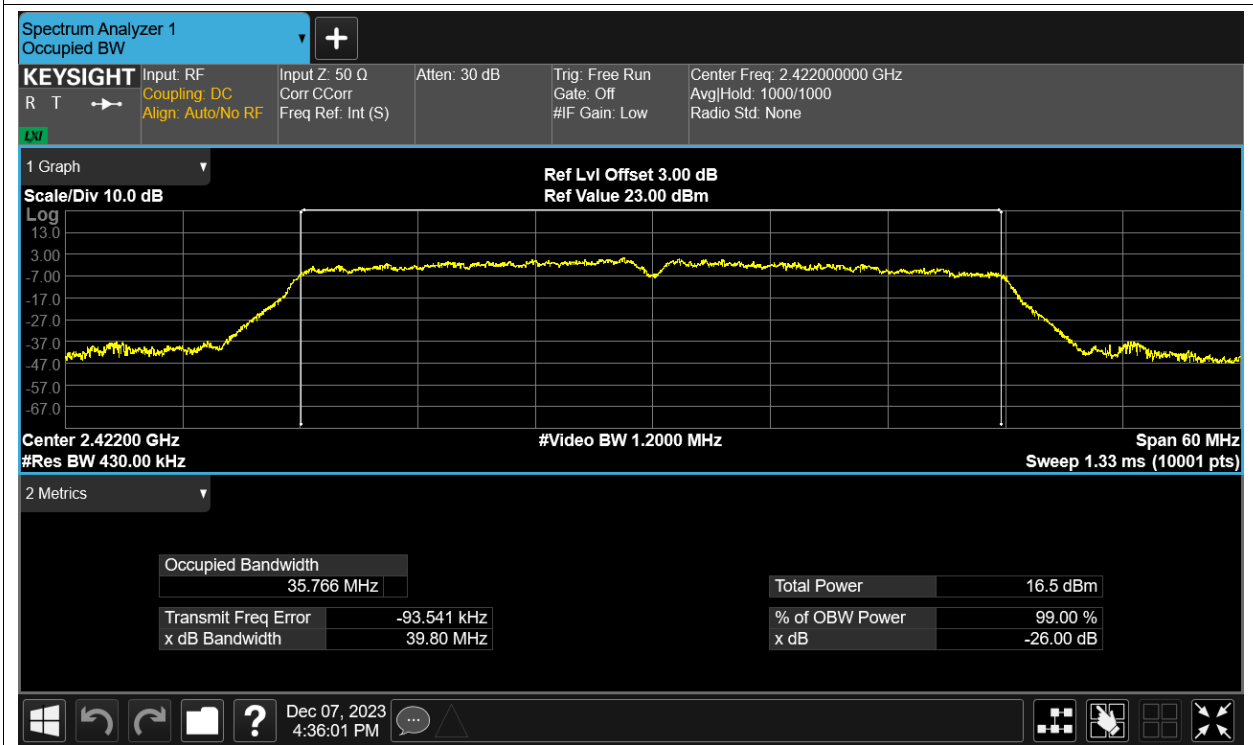 Spectrum Analyzer 1
Occupied BW
KEYSIGHT
R T
LXI
Input: RF
Coupling: DC
Align: Auto/No RF
Input Z: 50 Ω
Corr CCorr
Freq Ref: Int (S)
Atten: 30 dB
Trig: Free Run
Gate: Off
#IF Gain: Low
Center Freq: 2.422000000 GHz
Avg|Hold: 1000/1000
Radio Std: None
1 Graph
Scale/Div 10.0 dB
Ref Lvl Offset 3.00 dB
Ref Value 23.00 dBm
Log
13.0
3.00
-7.00
-17.0
-27.0
-37.0
-47.0
-57.0
-67.0
Center 2.42200 GHz
#Video BW 1.2000 MHz
Span 60 MHz
#Res BW 430.00 kHz
Sweep 1.33 ms (10001 pts)
2 Metrics
Occupied Bandwidth
35.766 MHz
Total Power 16.5 dBm
Transmit Freq Error -93.541 kHz
% of OBW Power 99.00 %
x dB Bandwidth 39.80 MHz
x dB -26.00 dB
?
Dec 07, 2023
4:36:01 PM